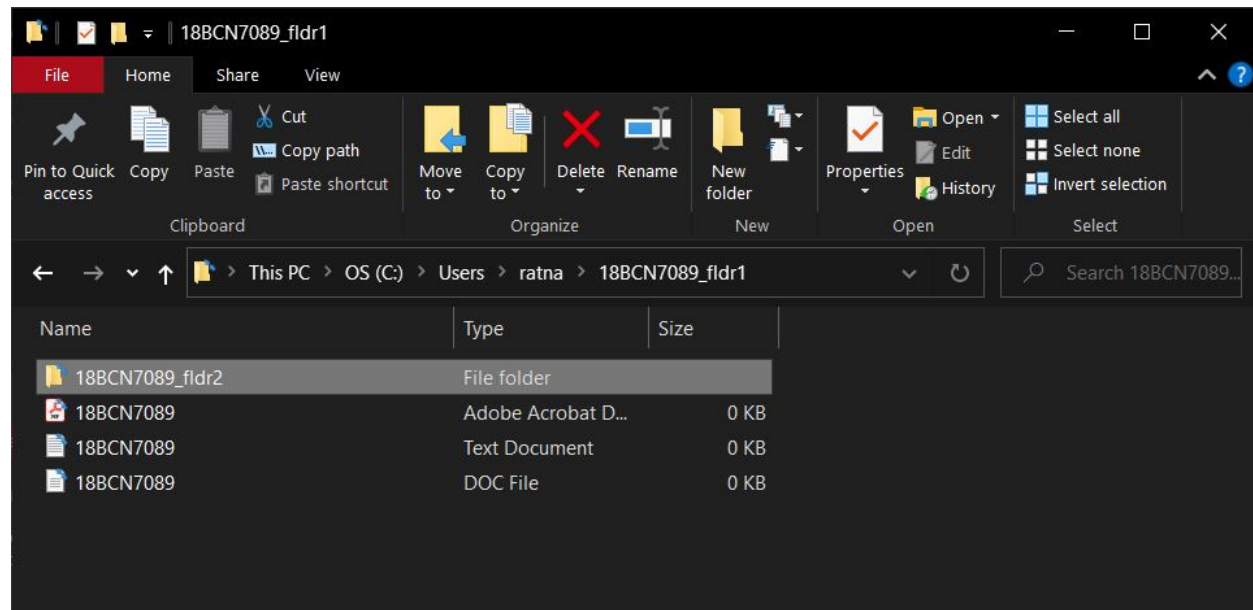 18BCN7089_fldr1
File Home Share View
Pin to Quick access
Copy
Paste
Cut
Copy path
Paste shortcut
Move to
Copy to
Delete
Rename
New folder
Properties
Open
Edit
History
Select all
Select none
Invert selection
Clipboard Organize New Open Select
This PC > OS (C:) > Users > ratna > 18BCN7089_fldr1
Search 18BCN7089...
Name Type Size
18BCN7089_fldr2 File folder
18BCN7089 Adobe Acrobat D... 0 KB
18BCN7089 Text Document 0 KB
18BCN7089 DOC File 0 KB